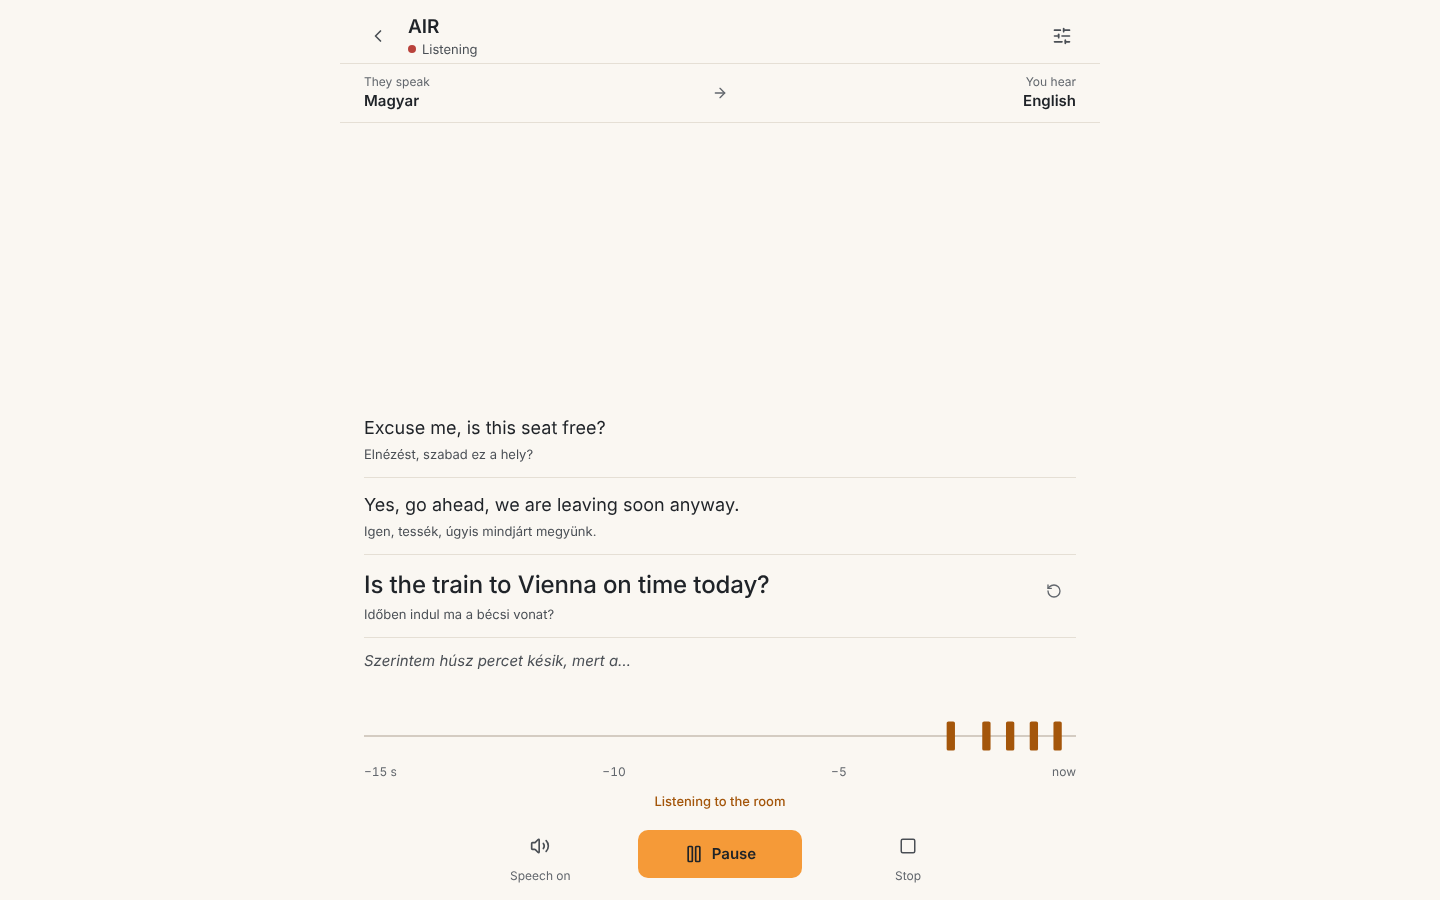 AIR
Listening
They speak
Magyar
You hear
English
Excuse me, is this seat free?
Elnézést, szabad ez a hely?
Yes, go ahead, we are leaving soon anyway.
Igen, tessék, úgyis mindjárt megyünk.
Is the train to Vienna on time today?
Időben indul ma a bécsi vonat?
Szerintem húsz percet késik, mert a...
−15 s
−10
−5
now
Listening to the room
Speech on
Pause
Stop